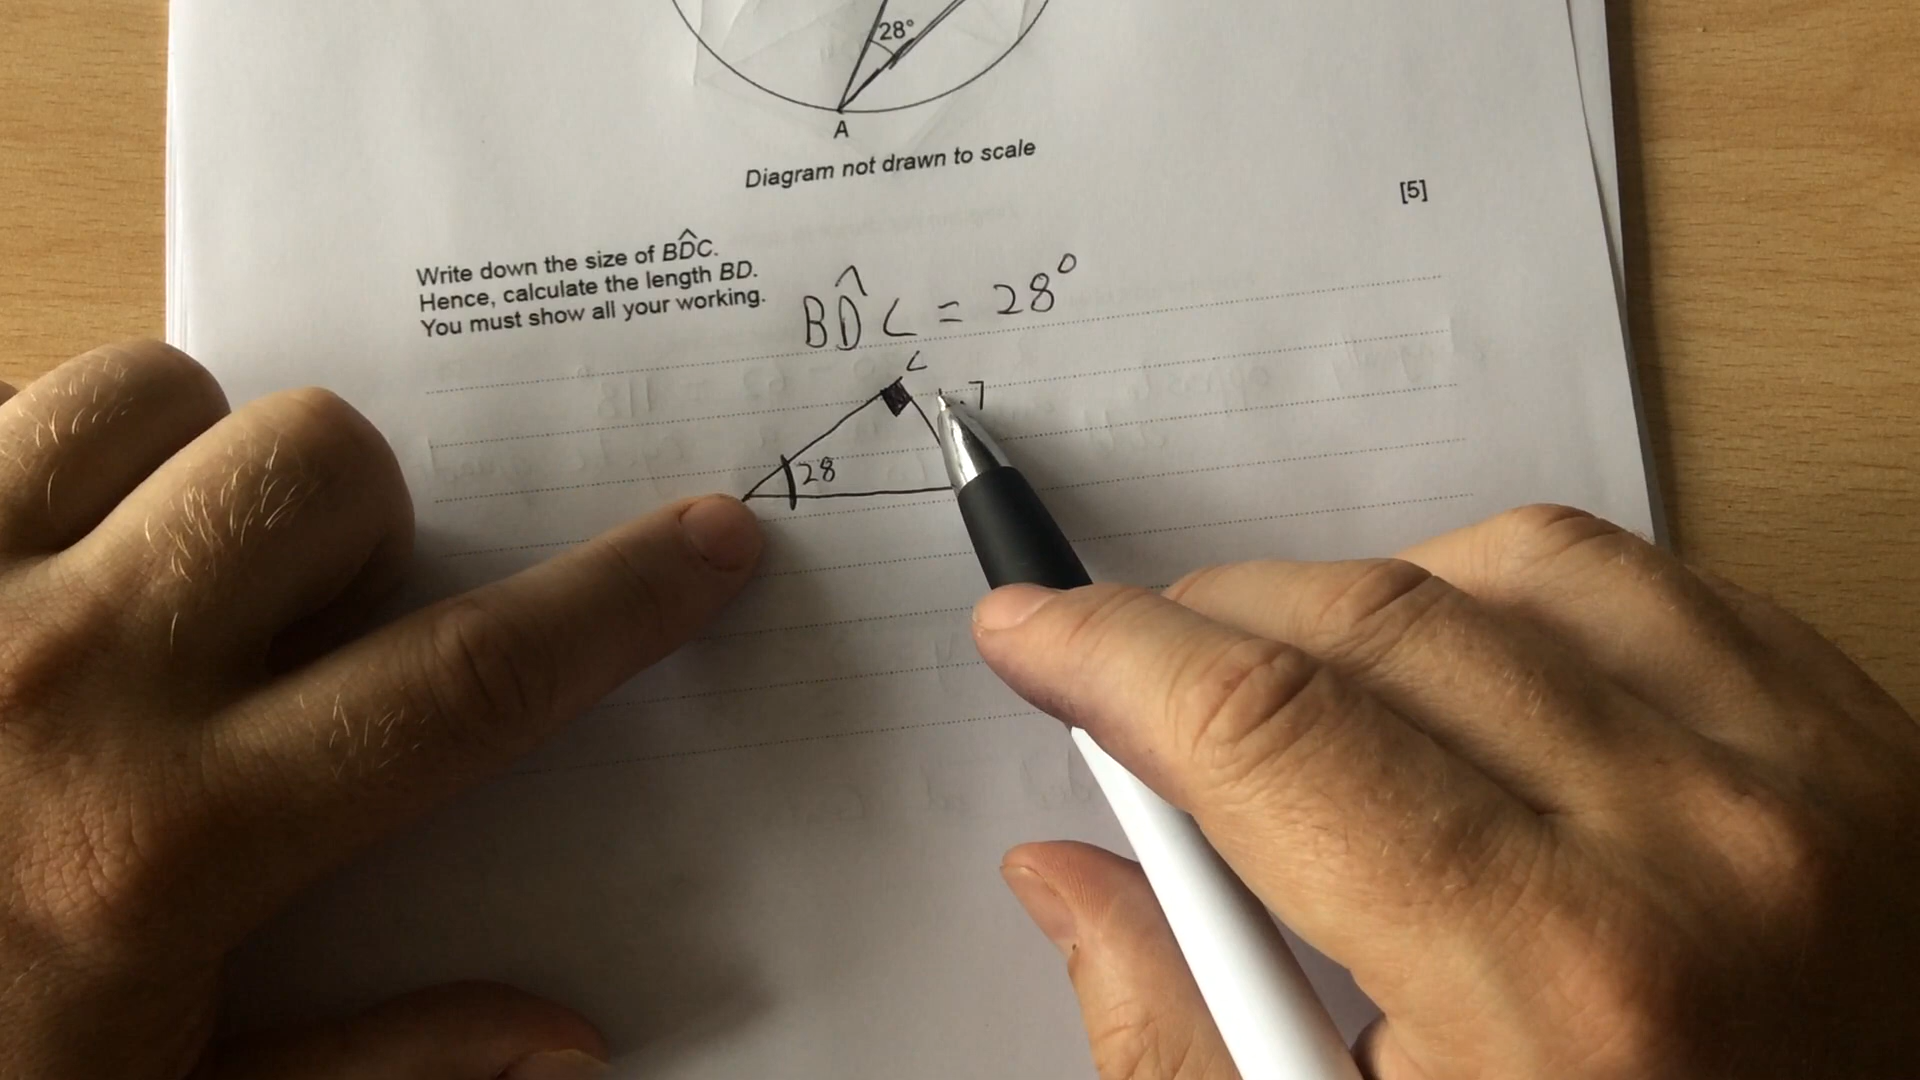 28°
A
Diagram not drawn to scale
[5]
Write down the size of BD̂C.
Hence, calculate the length BD.
You must show all your working.
BD̂C = 28°
C
.7
28